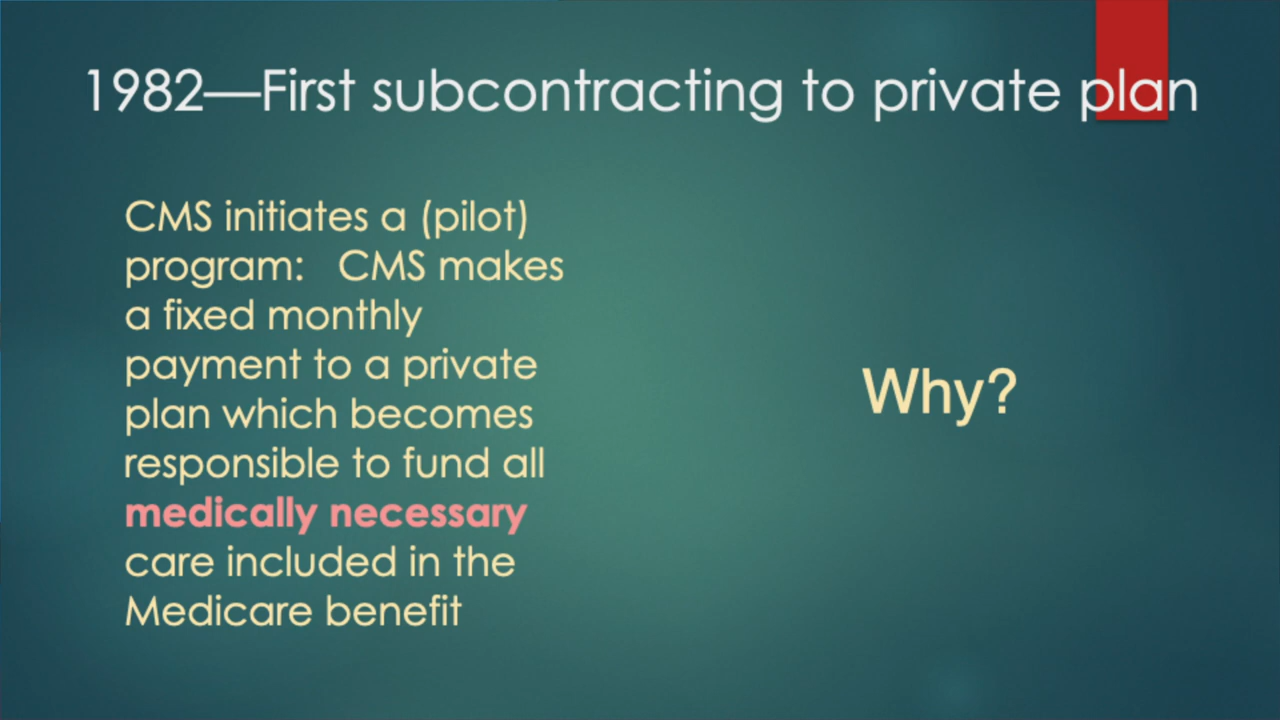 1982—First subcontracting to private plan
CMS initiates a (pilot)
program:   CMS makes
a fixed monthly
payment to a private
plan which becomes
responsible to fund all
medically necessary
care included in the
Medicare benefit
Why?